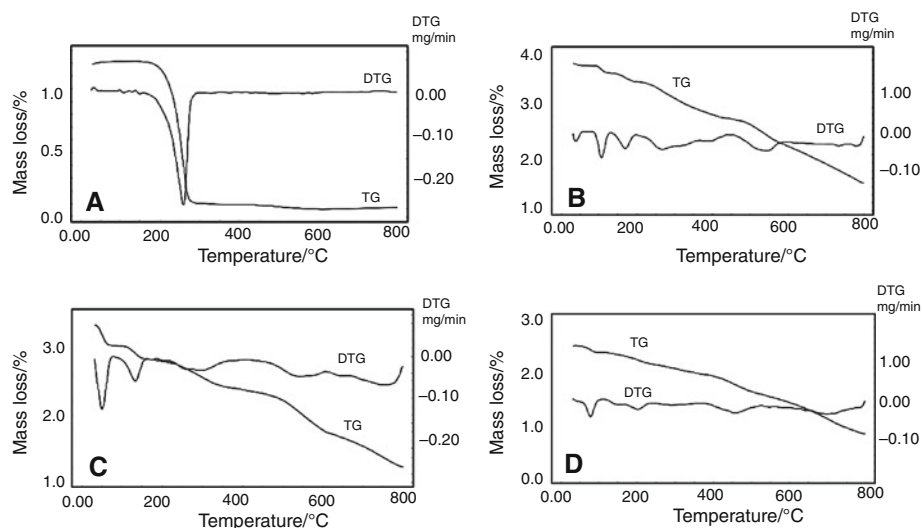 DTG
mg/min
1.0
0.5
0.0
Mass loss/%
0.00
−0.10
−0.20
DTG
TG
A
0.00 200 400 600 800
Temperature/°C
DTG
mg/min
4.0
3.0
2.0
1.0
Mass loss/%
1.00
0.00
−0.10
TG
DTG
B
0.00 200 400 600 800
Temperature/°C
DTG
mg/min
3.0
2.0
1.0
Mass loss/%
0.00
−0.10
−0.20
DTG
TG
C
0.00 200 400 600 800
Temperature/°C
DTG
mg/min
3.0
2.0
1.0
0.0
Mass loss/%
1.00
0.00
−0.10
TG
DTG
D
0.00 200 400 600 800
Temperature/°C